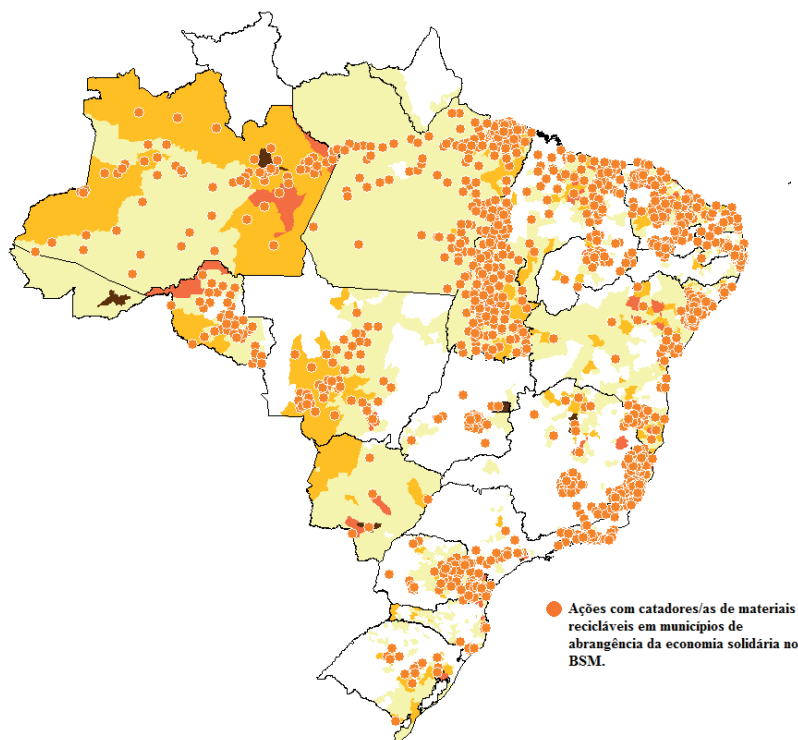 Ações com catadores/as de materiais
recicláveis em municípios de
abrangência da economia solidária no
BSM.